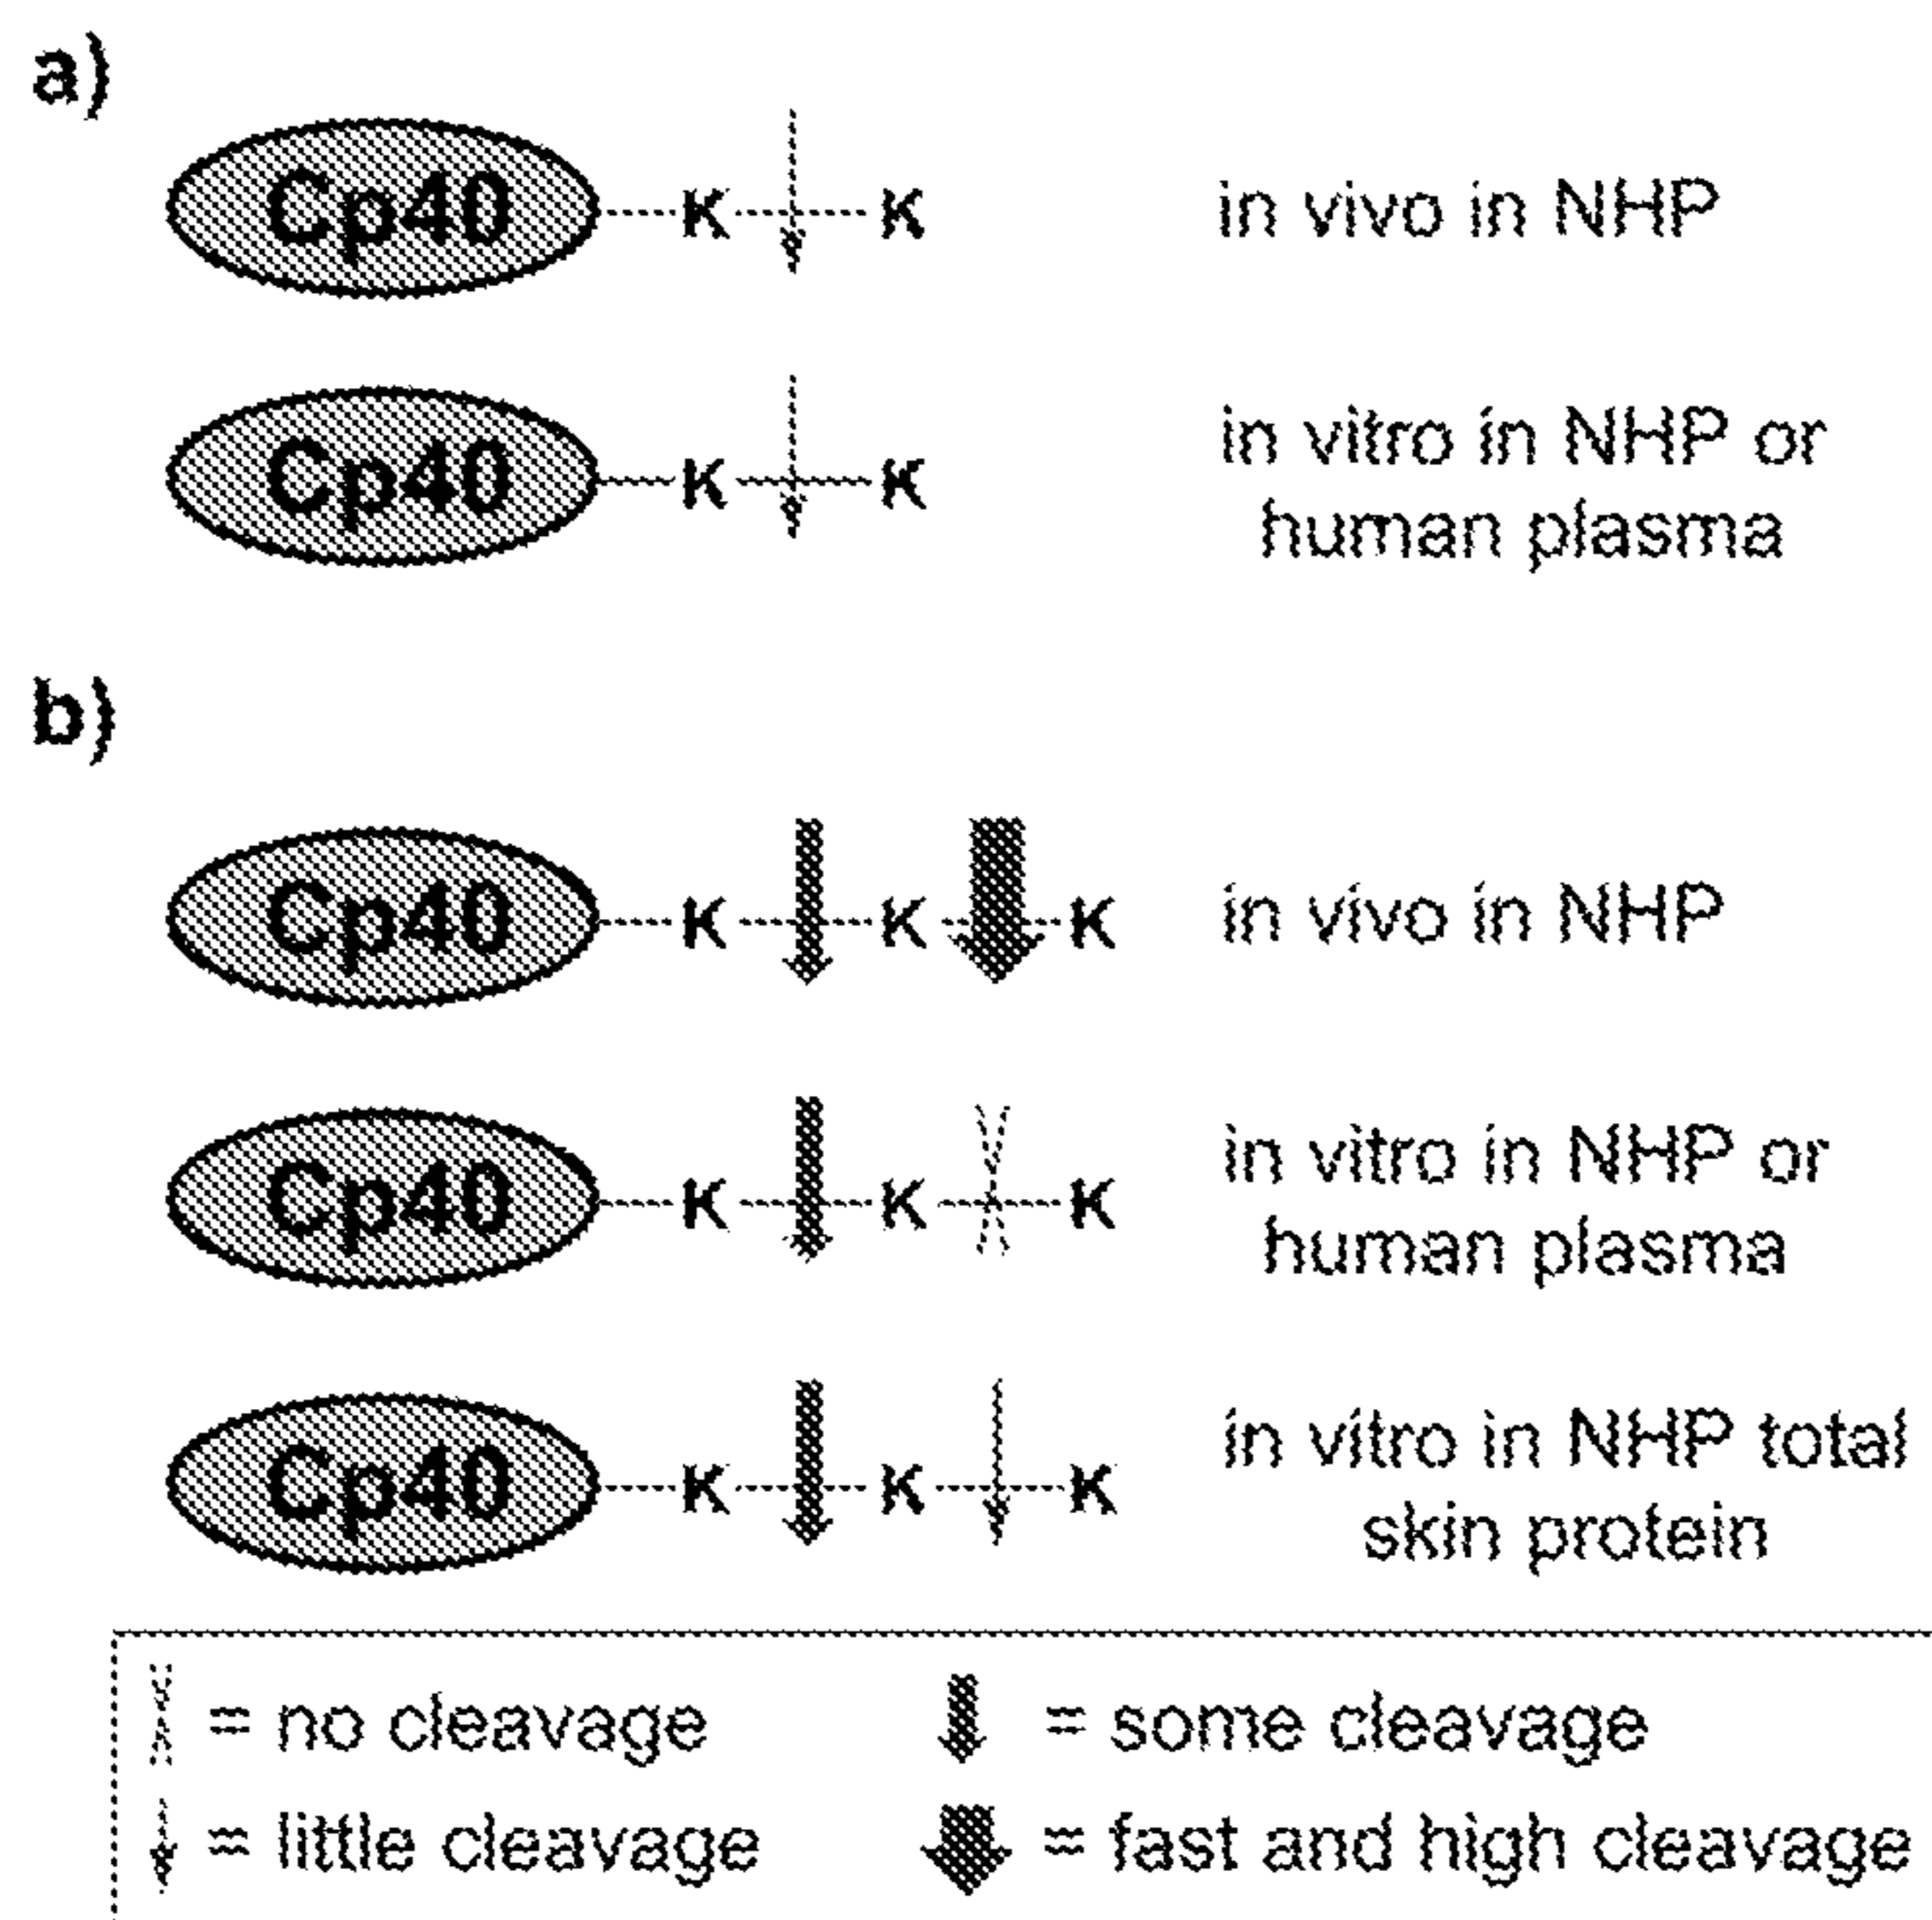 a)
Cp40 K K in vivo in NHP
Cp40 K K in vitro in NHP or
human plasma
b)
Cp40 K K K in vivo in NHP
Cp40 K K K in vitro in NHP or
human plasma
Cp40 K K K in vitro in NHP total
skin protein
= no cleavage = some cleavage
= little cleavage = fast and high cleavage